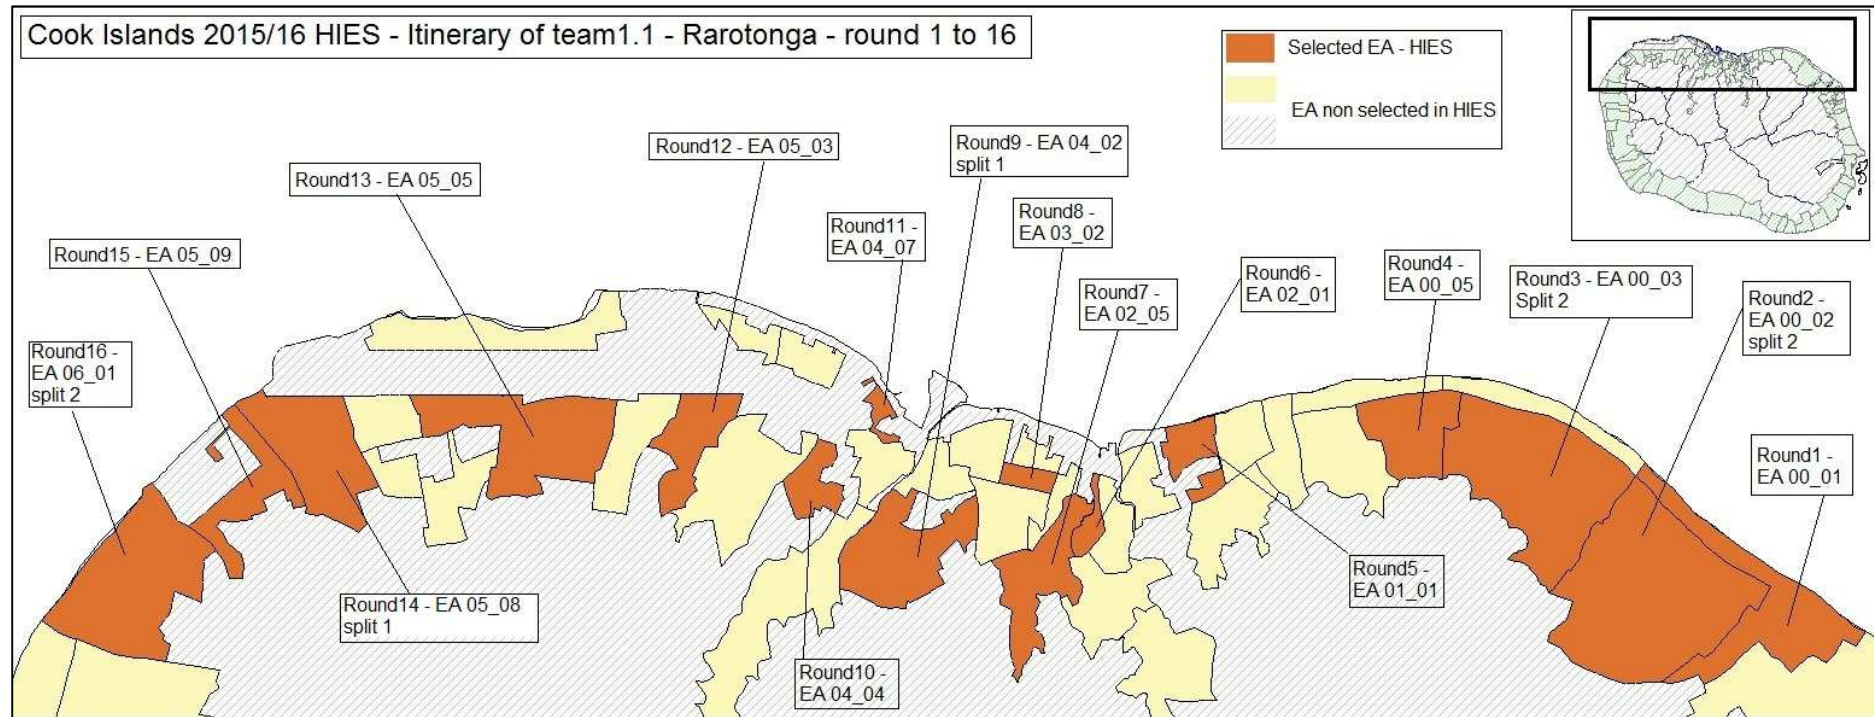 Cook Islands 2015/16 HIES - Itinerary of team1.1 - Rarotonga - round 1 to 16
Selected EA - HIES
EA non selected in HIES
Round12 - EA 05_03
Round9 - EA 04_02
split 1
Round13 - EA 05_05
Round8 -
EA 03_02
Round11 -
EA 04_07
Round15 - EA 05_09
Round7 -
EA 02_05
Round6 -
EA 02_01
Round4 -
EA 00_05
Round3 - EA 00_03
Split 2
Round2 -
EA 00_02
split 2
Round16 -
EA 06_01
split 2
Round1 -
EA 00_01
Round5 -
EA 01_01
Round14 - EA 05_08
split 1
Round10 -
EA 04_04